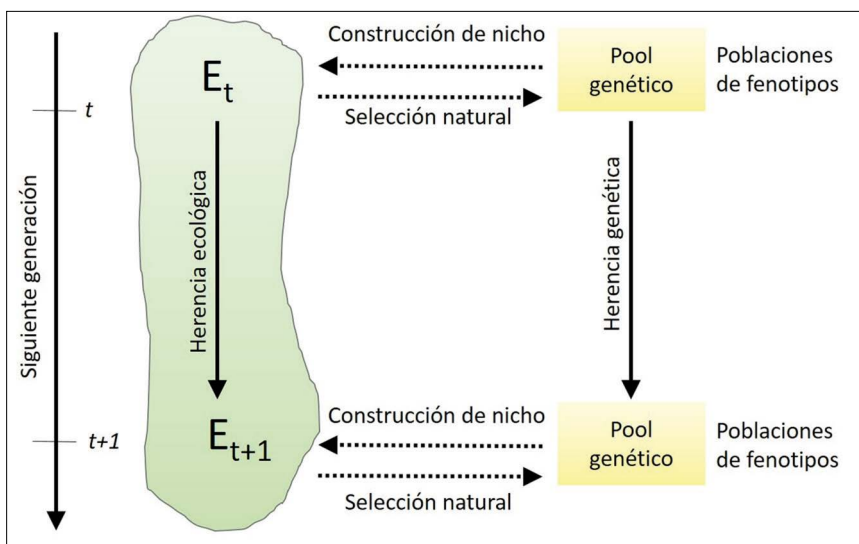 Construcción de nicho
E_t
Pool
genético
Poblaciones
de fenotipos
t
Selección natural
Siguiente generación
Herencia ecológica
Herencia genética
Construcción de nicho
t+1
E_t+1
Pool
genético
Poblaciones
de fenotipos
Selección natural